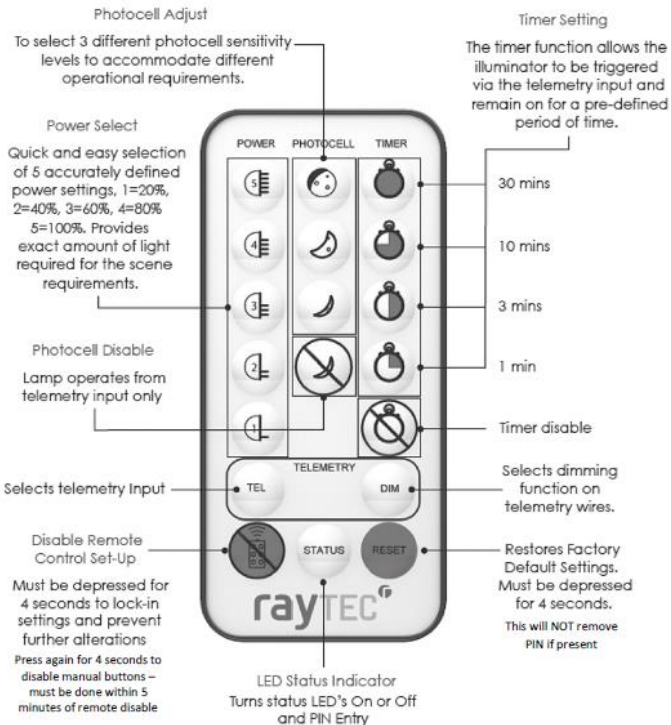 Photocell Adjust
To select 3 different photocell sensitivity
levels to accommodate different
operational requirements.
Timer Setting
The timer function allows the
illuminator to be triggered
via the telemetry input and
remain on for a pre-defined
period of time.
Power Select
Quick and easy selection
of 5 accurately defined
power settings, 1=20%,
2=40%, 3=60%, 4=80%
5=100%. Provides
exact amount of light
required for the scene
requirements.
Photocell Disable
Lamp operates from
telemetry input only
Selects telemetry Input
Disable Remote
Control Set-Up
Must be depressed for
4 seconds to lock-in
settings and prevent
further alterations
Press again for 4 seconds to
disable manual buttons –
must be done within 5
minutes of remote disable
POWER PHOTOCELL TIMER
5
4
3
2
1
TELEMETRY
TEL DIM
STATUS RESET
rayTEC r
30 mins
10 mins
3 mins
1 min
Timer disable
Selects dimming
function on
telemetry wires.
Restores Factory
Default Settings.
Must be depressed
for 4 seconds.
This will NOT remove
PIN if present
LED Status Indicator
Turns status LED's On or Off
and PIN Entry